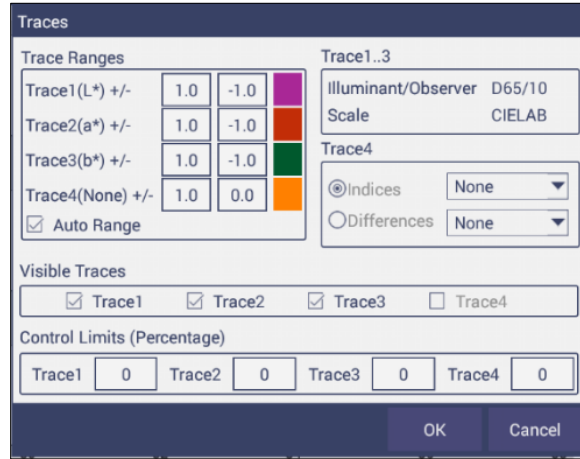 Traces
Trace Ranges
Trace1(L*) +/- 1.0 -1.0
Trace2(a*) +/- 1.0 -1.0
Trace3(b*) +/- 1.0 -1.0
Trace4(None) +/- 1.0 0.0
Auto Range
Trace1..3
Illuminant/Observer D65/10
Scale CIELAB
Trace4
Indices None
Differences None
Visible Traces
Trace1 Trace2 Trace3 Trace4
Control Limits (Percentage)
Trace1 0 Trace2 0 Trace3 0 Trace4 0
OK Cancel